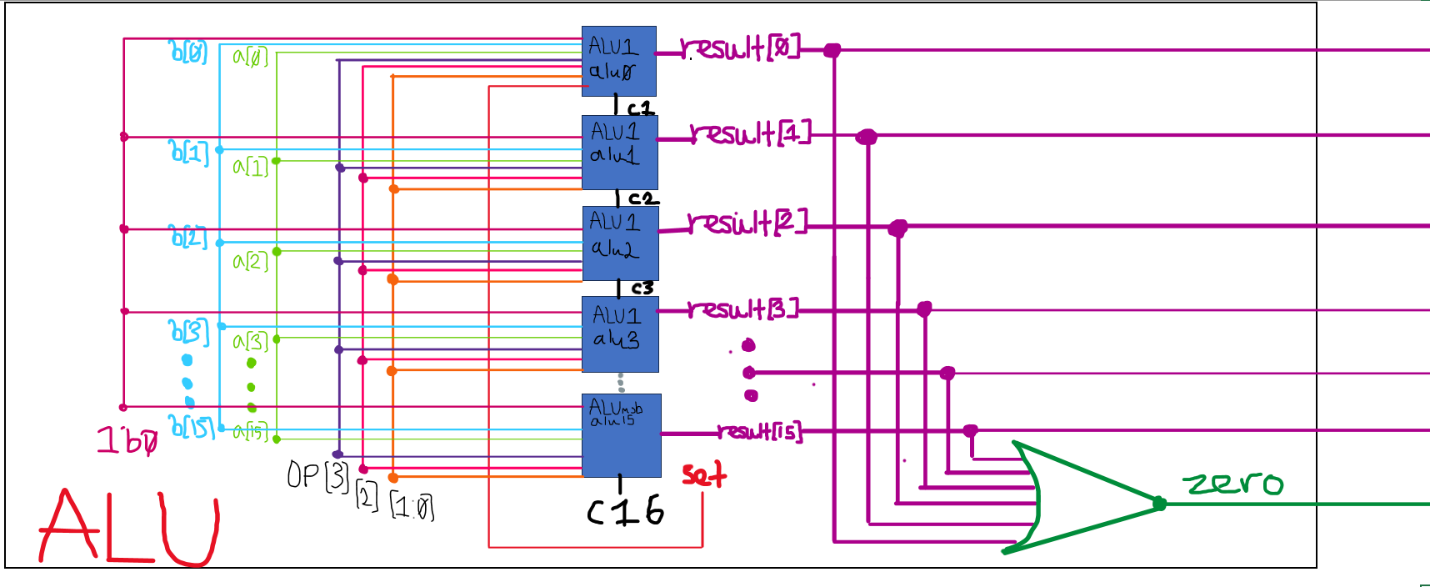 b[0]
a[0]
ALU1
alu0
result[0]
c1
b[1]
a[1]
ALU1
alu1
result[1]
c2
b[2]
a[2]
ALU1
alu2
result[2]
c3
b[3]
a[3]
ALU1
alu3
result[3]
1b0
b[15]
a[15]
ALUmsb
alu15
result[15]
OP[3]
[2]
[1:0]
C16
set
zero
ALU